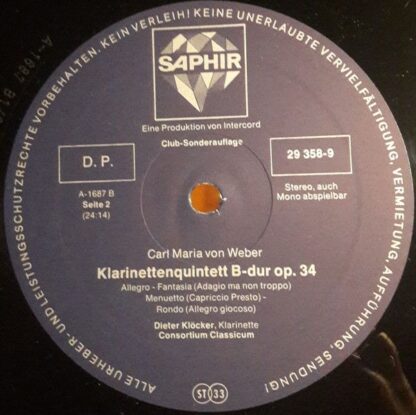 ALLE URHEBER- UND LEISTUNGSSCHUTZRECHTE VORBEHALTEN. KEIN VERLEIH! KEINE UNERLAUBTE VERVIELFÄLTIGUNG, VERMIETUNG, AUFFÜHRUNG, SENDUNG!
SAPHIR
Eine Produktion von Intercord
Club-Sonderauflage
D. P.
29 358-9
A-1687 B
Seite 2
(24:14)
Stereo, auch
Mono abspielbar
Carl Maria von Weber
Klarinettenquintett B-dur op. 34
Allegro - Fantasia (Adagio ma non troppo)
Menuetto (Capriccio Presto) -
Rondo (Allegro giocoso)
Dieter Klöcker, Klarinette
Consortium Classicum
ST 33